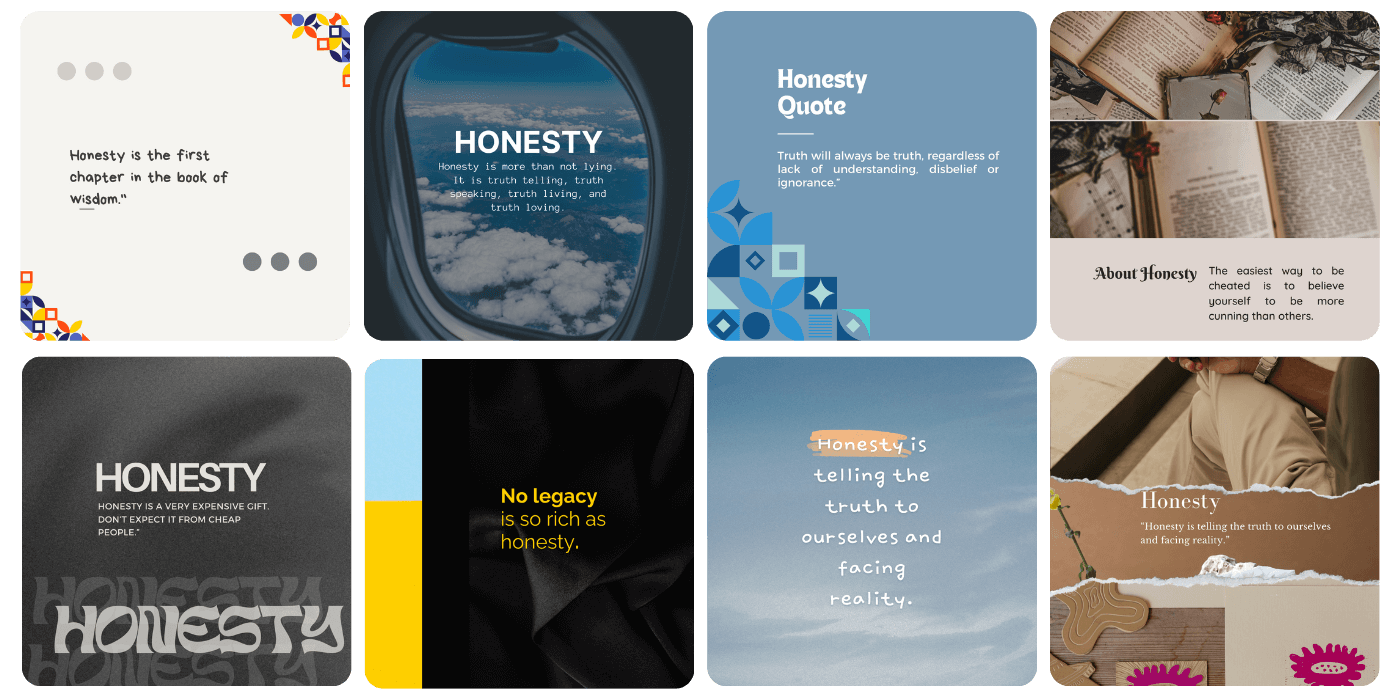 Honesty is the first
chapter in the book of
wisdom."
HONESTY
Honesty is more than not lying.
It is truth telling, truth
speaking, truth living, and
truth loving.
Honesty
Quote
Truth will always be truth, regardless of
lack of understanding, disbelief or
ignorance."
About Honesty
The easiest way to be
cheated is to believe
yourself to be more
cunning than others.
HONESTY
HONESTY IS A VERY EXPENSIVE GIFT.
DON'T EXPECT IT FROM CHEAP
PEOPLE."
HONESTY
HONESTY
HONESTY
No legacy
is so rich as
honesty.
Honesty is
telling the
truth to
ourselves and
facing
reality.
Honesty
"Honesty is telling the truth to ourselves
and facing reality."